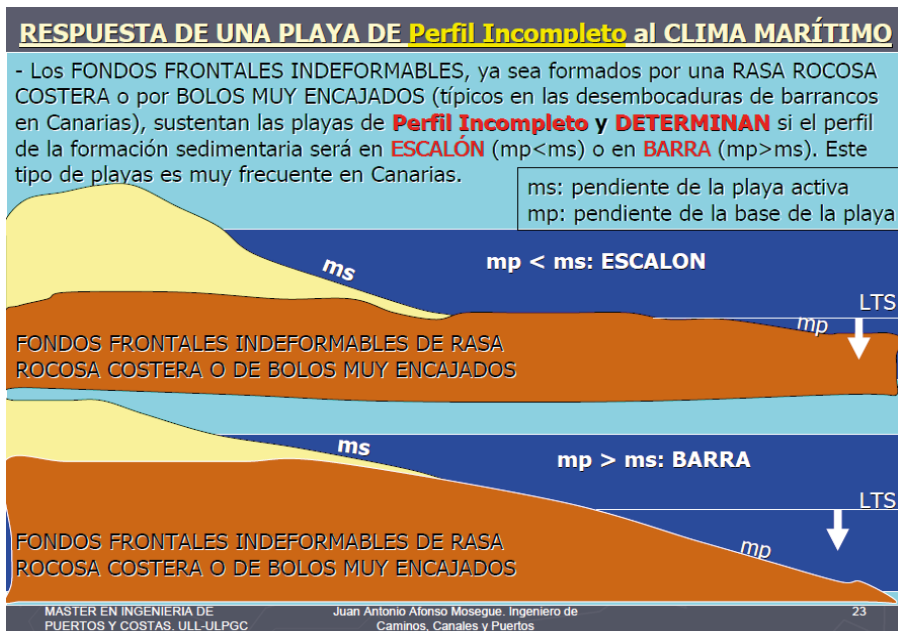 RESPUESTA DE UNA PLAYA DE Perfil Incompleto al CLIMA MARÍTIMO
- Los FONDOS FRONTALES INDEFORMABLES, ya sea formados por una RASA ROCOSA
COSTERA o por BOLOS MUY ENCAJADOS (típicos en las desembocaduras de barrancos
en Canarias), sustentan las playas de Perfil Incompleto y DETERMINAN si el perfil
de la formación sedimentaria será en ESCALÓN (mp<ms) o en BARRA (mp>ms). Este
tipo de playas es muy frecuente en Canarias.
ms: pendiente de la playa activa
mp: pendiente de la base de la playa
ms
mp < ms: ESCALON
LTS
mp
FONDOS FRONTALES INDEFORMABLES DE RASA
ROCOSA COSTERA O DE BOLOS MUY ENCAJADOS
ms
mp > ms: BARRA
LTS
mp
FONDOS FRONTALES INDEFORMABLES DE RASA
ROCOSA COSTERA O DE BOLOS MUY ENCAJADOS
MASTER EN INGENIERIA DE
PUERTOS Y COSTAS. ULL-ULPGC
Juan Antonio Afonso Mosegue. Ingeniero de
Caminos, Canales y Puertos
23